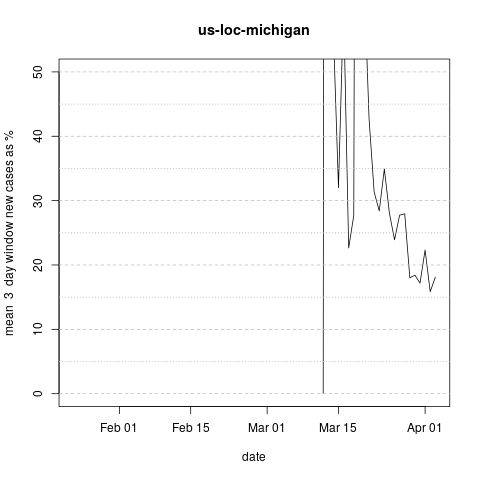 us-loc-michigan
mean  3  day window new cases as %
50
40
30
20
10
0
Feb 01
Feb 15
Mar 01
Mar 15
Apr 01
date